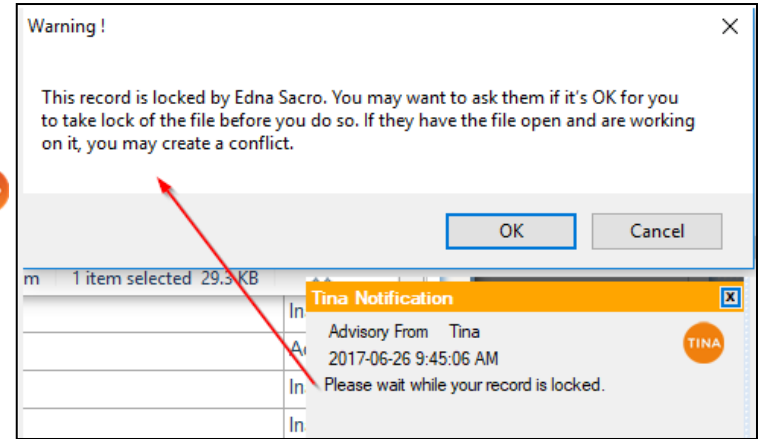 Warning !
This record is locked by Edna Sacro. You may want to ask them if it's OK for you
to take lock of the file before you do so. If they have the file open and are working
on it, you may create a conflict.
OK Cancel
m 1 item selected 29.3 KB
Tina Notification
In
Advisory From Tina
TINA
2017-06-26 9:45:06 AM
In
Please wait while your record is locked.
In